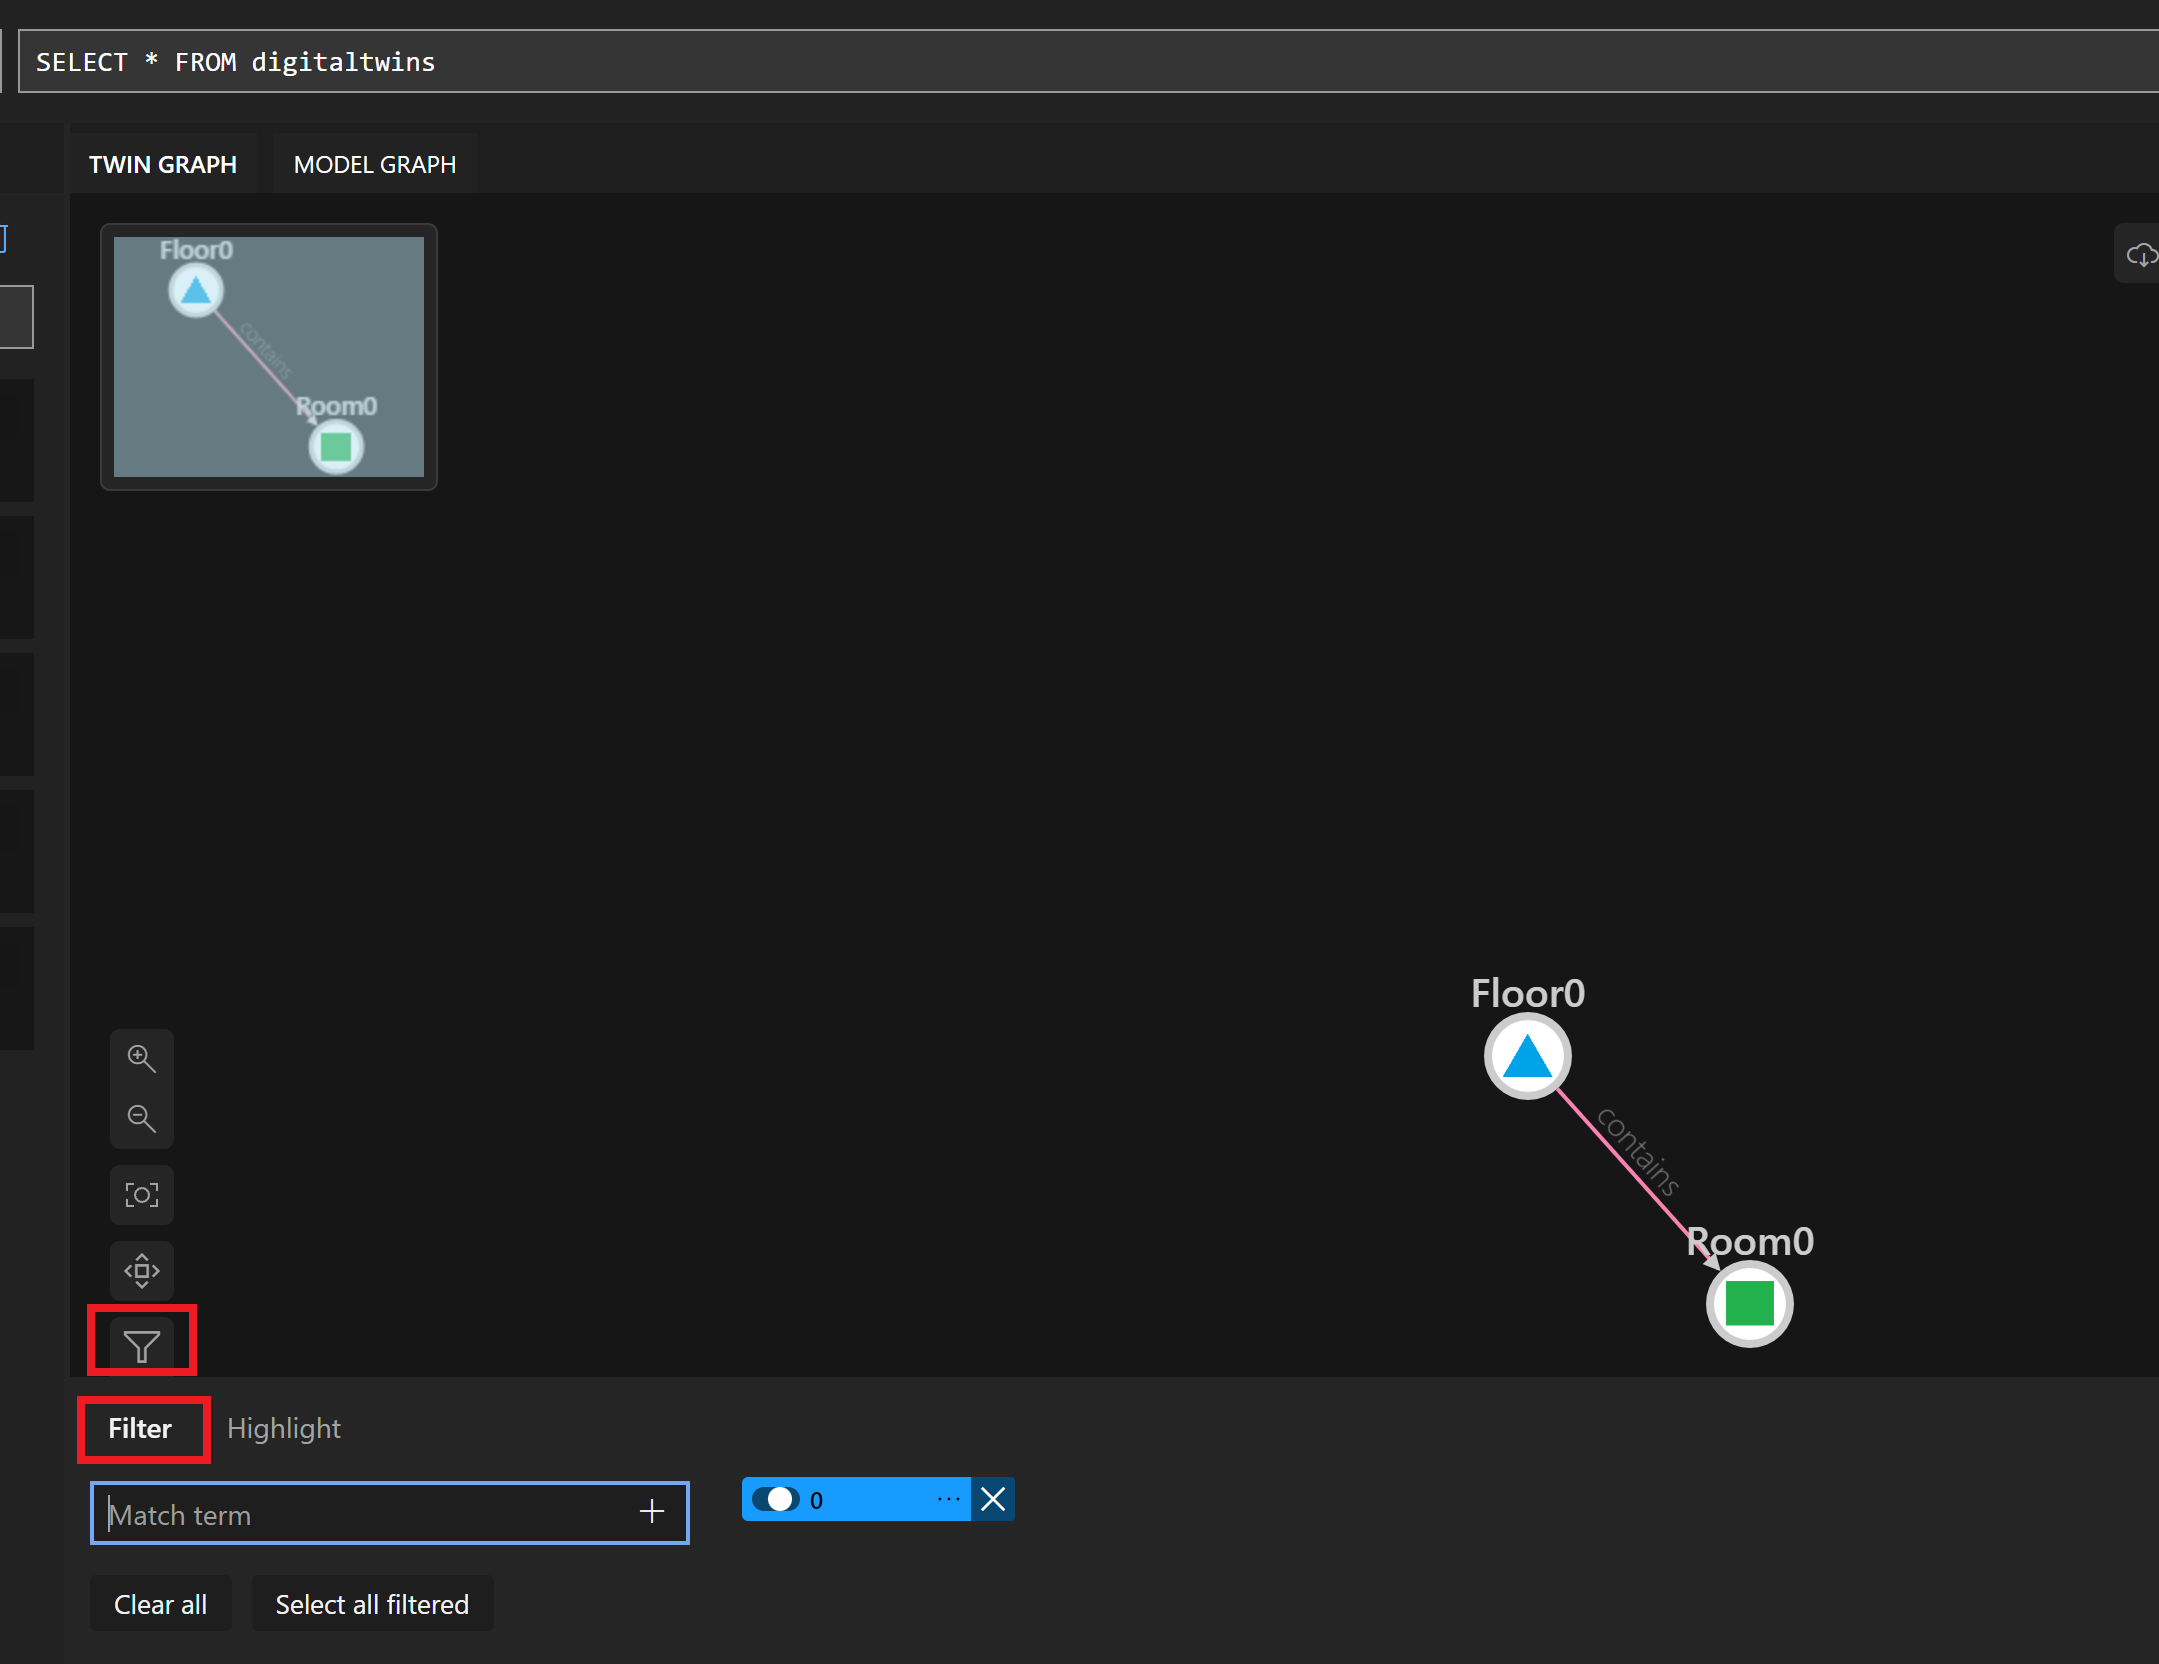 SELECT * FROM digitaltwins
TWIN GRAPH
MODEL GRAPH
Floor0
contains
Room0
Floor0
contains
Room0
Filter
Highlight
Match term
0
Clear all
Select all filtered